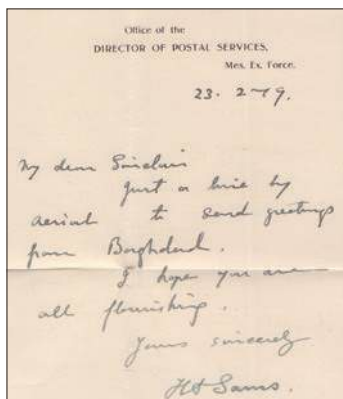 Office of the
DIRECTOR OF POSTAL SERVICES,
Mes. Ex. Force.
23. 2 - 19.
My dear Sinclair
Just a line by
aerial to send greetings
from Baghdad.
I hope you are
all flourishing.
Yours sincerely
HA Sams.